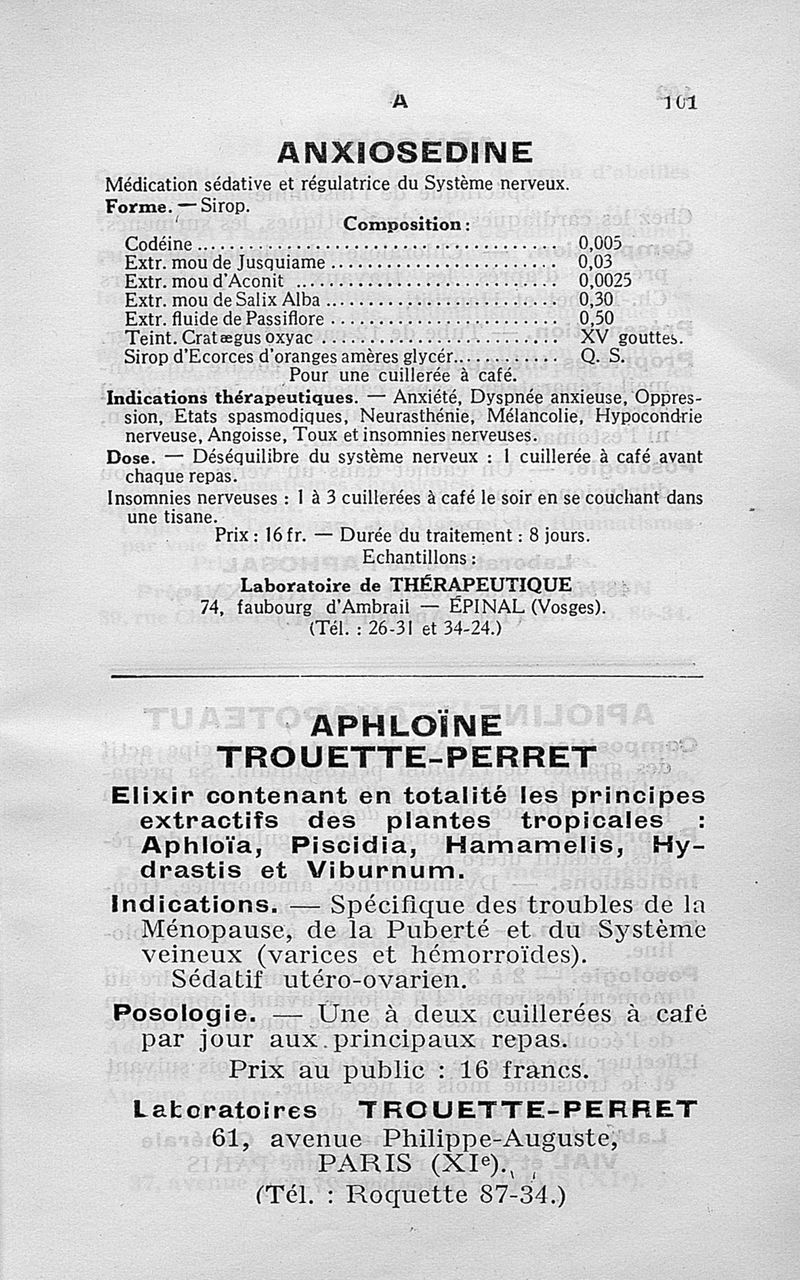 A 101
ANXIOSEDINE
Médication sédative et régulatrice du Système nerveux.
Forme. — Sirop.
Composition :
Codéine ........................................ 0,005
Extr. mou de Jusquiame ........................... 0,03
Extr. mou d'Aconit ............................... 0,0025
Extr. mou de Salix Alba .......................... 0,30
Extr. fluide de Passiflore ....................... 0,50
Teint. Cratægus oxyac ............................ XV gouttes.
Sirop d'Ecorces d'oranges amères glycér............. Q. S.
Pour une cuillerée à café.
Indications thérapeutiques. — Anxiété, Dyspnée anxieuse, Oppres-
sion, Etats spasmodiques, Neurasthénie, Mélancolie, Hypocondrie
nerveuse, Angoisse, Toux et insomnies nerveuses.
Dose. — Déséquilibre du système nerveux : 1 cuillerée à café avant
chaque repas.
Insomnies nerveuses : 1 à 3 cuillerées à café le soir en se couchant dans
une tisane.
Prix : 16 fr. — Durée du traitement : 8 jours.
Echantillons :
Laboratoire de THÉRAPEUTIQUE
74, faubourg d'Ambrail — ÉPINAL (Vosges).
(Tél. : 26-31 et 34-24.)
APHLOÏNE
TROUETTE-PERRET
Elixir contenant en totalité les principes
extractifs des plantes tropicales :
Aphloïa, Piscidia, Hamamelis, Hy-
drastis et Viburnum.
Indications. — Spécifique des troubles de la
Ménopause, de la Puberté et du Système
veineux (varices et hémorroïdes).
Sédatif utéro-ovarien.
Posologie. — Une à deux cuillerées à café
par jour aux principaux repas.
Prix au public : 16 francs.
Laboratoires TROUETTE-PERRET
61, avenue Philippe-Auguste,
PARIS (XIe).
(Tél. : Roquette 87-34.)